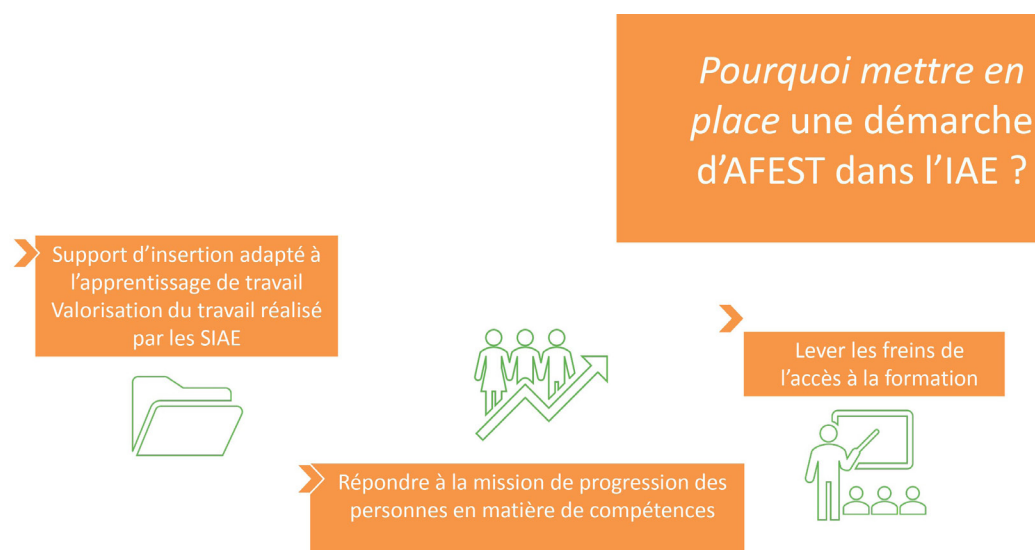 Pourquoi mettre en
place une démarche
d'AFEST dans l'IAE ?
Support d'insertion adapté à
l'apprentissage de travail
Valorisation du travail réalisé
par les SIAE
Répondre à la mission de progression des
personnes en matière de compétences
Lever les freins de
l'accès à la formation